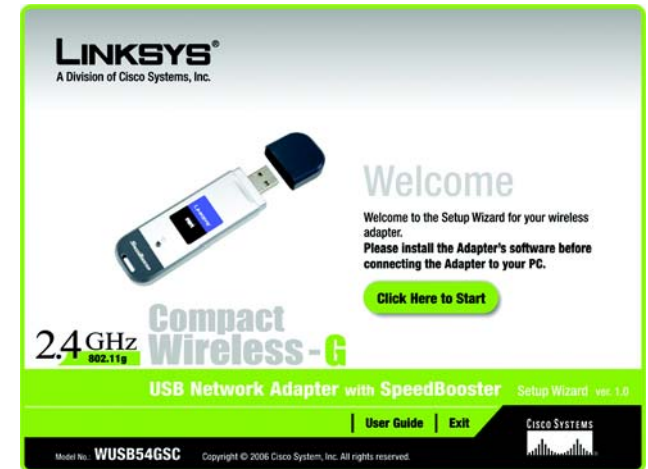 LINKSYS®
A Division of Cisco Systems, Inc.
Linksys
SpeedBooster
Welcome
Welcome to the Setup Wizard for your wireless
adapter.
Please install the Adapter's software before
connecting the Adapter to your PC.
Click Here to Start
2.4 GHz
802.11g
Compact
Wireless-G
USB Network Adapter with SpeedBooster Setup Wizard ver. 1.0
User Guide Exit
CISCO SYSTEMS
Model No.: WUSB54GSC Copyright © 2006 Cisco System, Inc. All rights reserved.